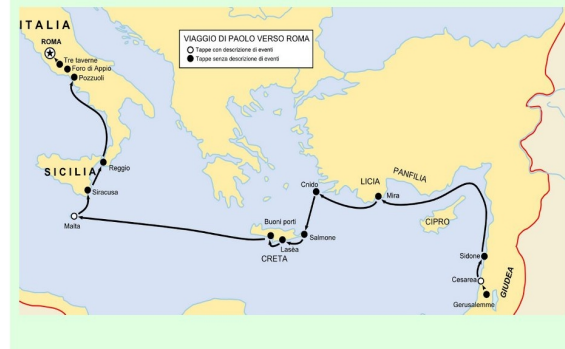 ITALIA
ROMA
Tre taverne
Foro di Appio
Pozzuoli
VIAGGIO DI PAOLO VERSO ROMA
Tappe con descrizione di eventi
Tappe senza descrizione di eventi
SICILIA
Reggio
Siracusa
Malta
Buoni porti
Lasèa
CRETA
Salmone
Cnido
LICIA
Mira
PANFILIA
CIPRO
Sidone
Cesarea
Gerusalemme
GIUDEA